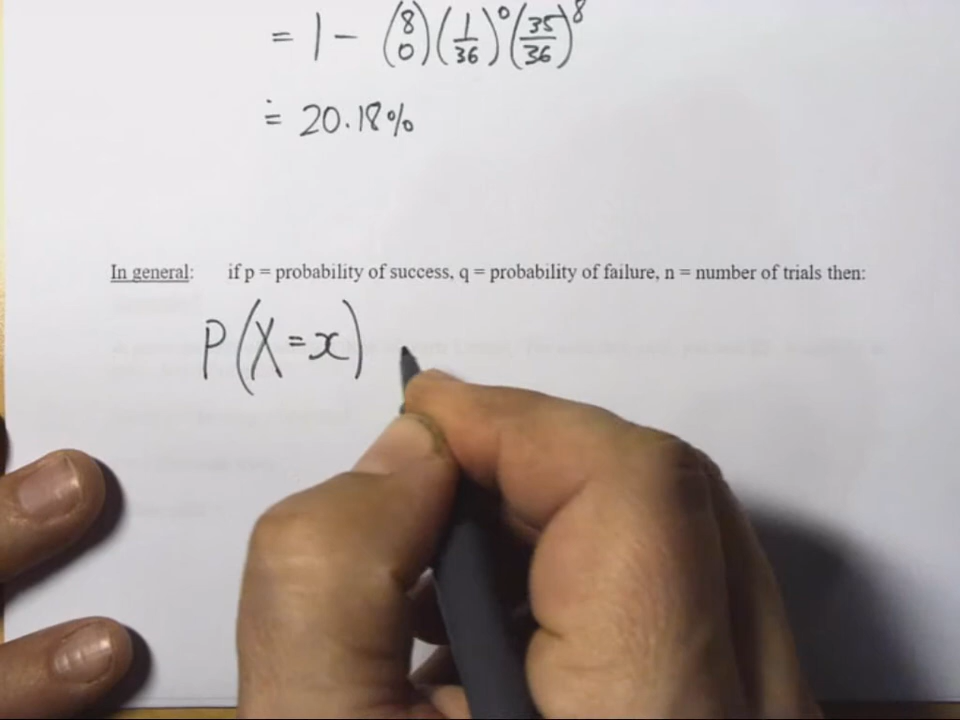 = 1 - (8 0)(1/36)^0(35/36)^8
≐ 20.18%
In general: if p = probability of success, q = probability of failure, n = number of trials then:
P(X=x)